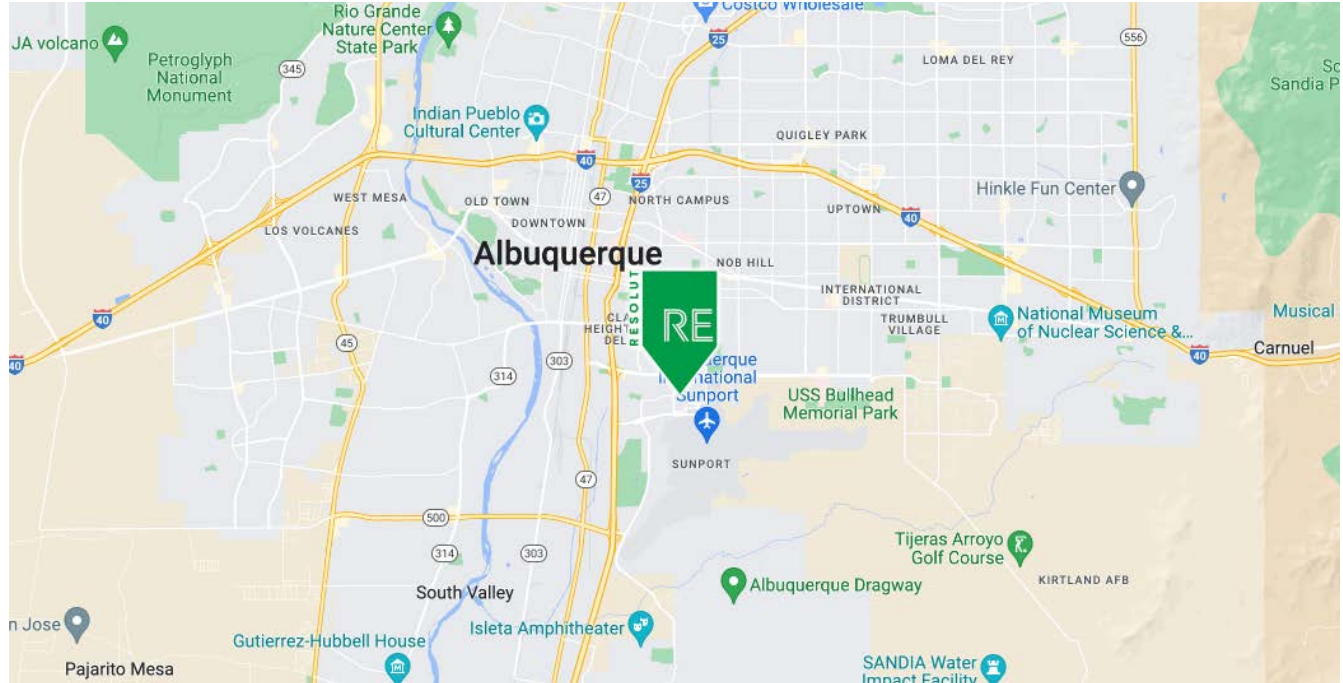 Costco Wholesale
Rio Grande
Nature Center
State Park
JA volcano
25
556
Petroglyph
National
Monument
345
LOMA DEL REY
Sandia P
Indian Pueblo
Cultural Center
QUIGLEY PARK
40
25
Hinkle Fun Center
WEST MESA
OLD TOWN
47
NORTH CAMPUS
UPTOWN
40
DOWNTOWN
LOS VOLCANES
Albuquerque
NOB HILL
RESOLUT
RE
INTERNATIONAL
DISTRICT
TRUMBULL
VILLAGE
National Museum
of Nuclear Science &...
Musical
40
45
303
Carnuel
40
40
314
International
Sunport
USS Bullhead
Memorial Park
SUNPORT
47
500
314
303
Tijeras Arroyo
Golf Course
KIRTLAND AFB
South Valley
Albuquerque Dragway
n Jose
Isleta Amphitheater
Gutierrez-Hubbell House
Pajarito Mesa
SANDIA Water
Impact Facility